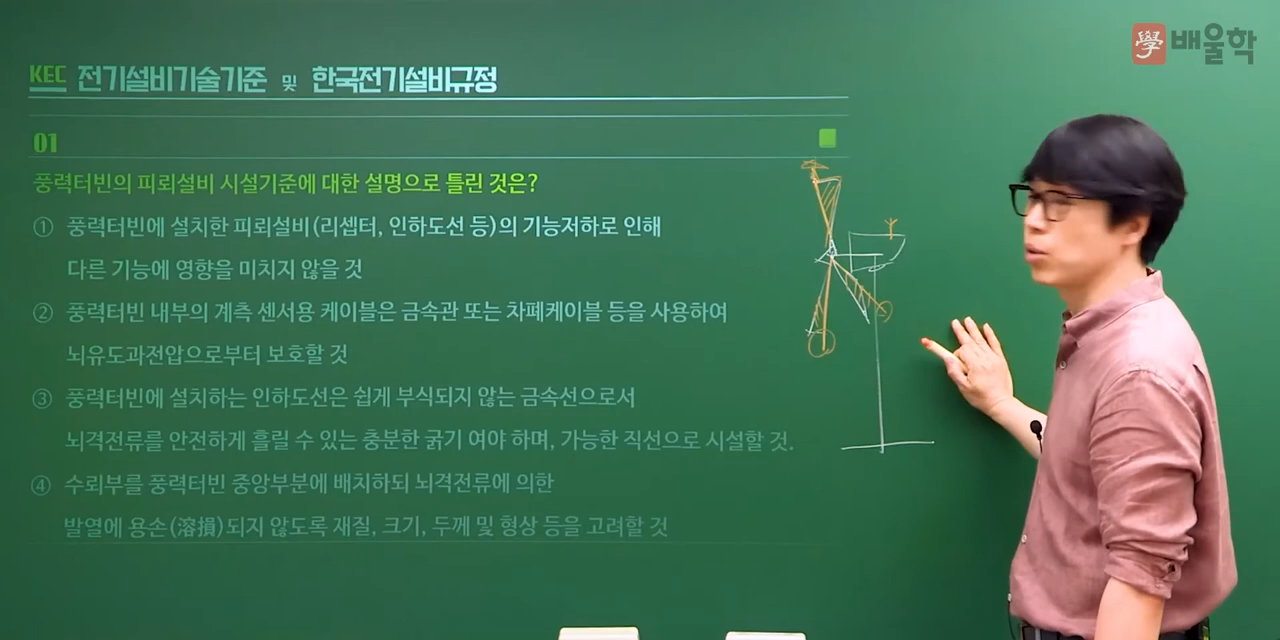 學 배울학
KEC 전기설비기술기준 및 한국전기설비규정
01
풍력터빈의 피뢰설비 시설기준에 대한 설명으로 틀린 것은?
① 풍력터빈에 설치한 피뢰설비(리셉터, 인하도선 등)의 기능저하로 인해
다른 기능에 영향을 미치지 않을 것
② 풍력터빈 내부의 계측 센서용 케이블은 금속관 또는 차폐케이블 등을 사용하여
뇌유도과전압으로부터 보호할 것
③ 풍력터빈에 설치하는 인하도선은 쉽게 부식되지 않는 금속선으로서
뇌격전류를 안전하게 흘릴 수 있는 충분한 굵기 여야 하며, 가능한 직선으로 시설할 것.
④ 수뢰부를 풍력터빈 중앙부분에 배치하되 뇌격전류에 의한
발열에 용손(溶損)되지 않도록 재질, 크기, 두께 및 형상 등을 고려할 것